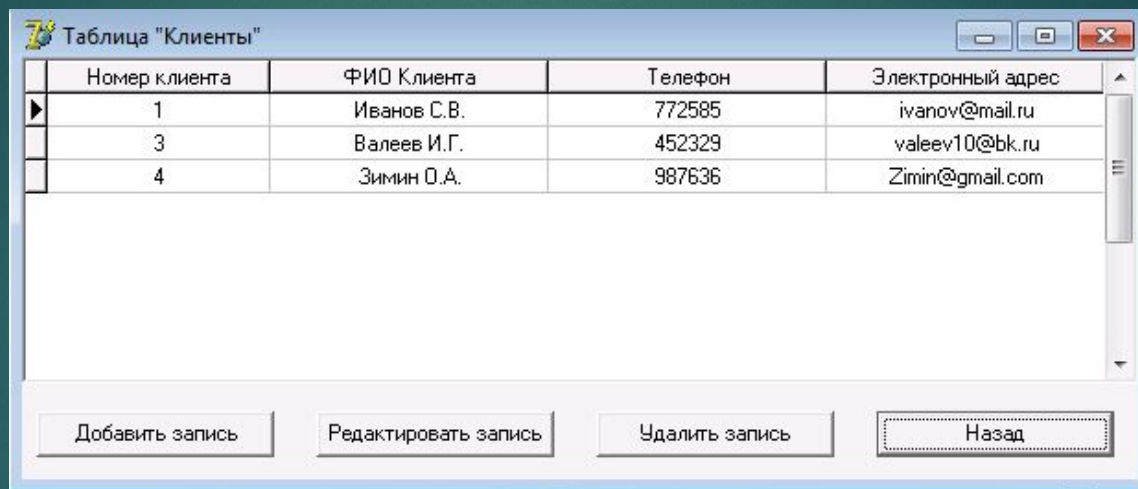 Таблица "Клиенты"
Номер клиента ФИО Клиента Телефон Электронный адрес
1 Иванов С.В. 772585 ivanov@mail.ru
3 Валеев И.Г. 452329 valeev10@bk.ru
4 Зимин О.А. 987636 Zimin@gmail.com
Добавить запись Редактировать запись Удалить запись Назад